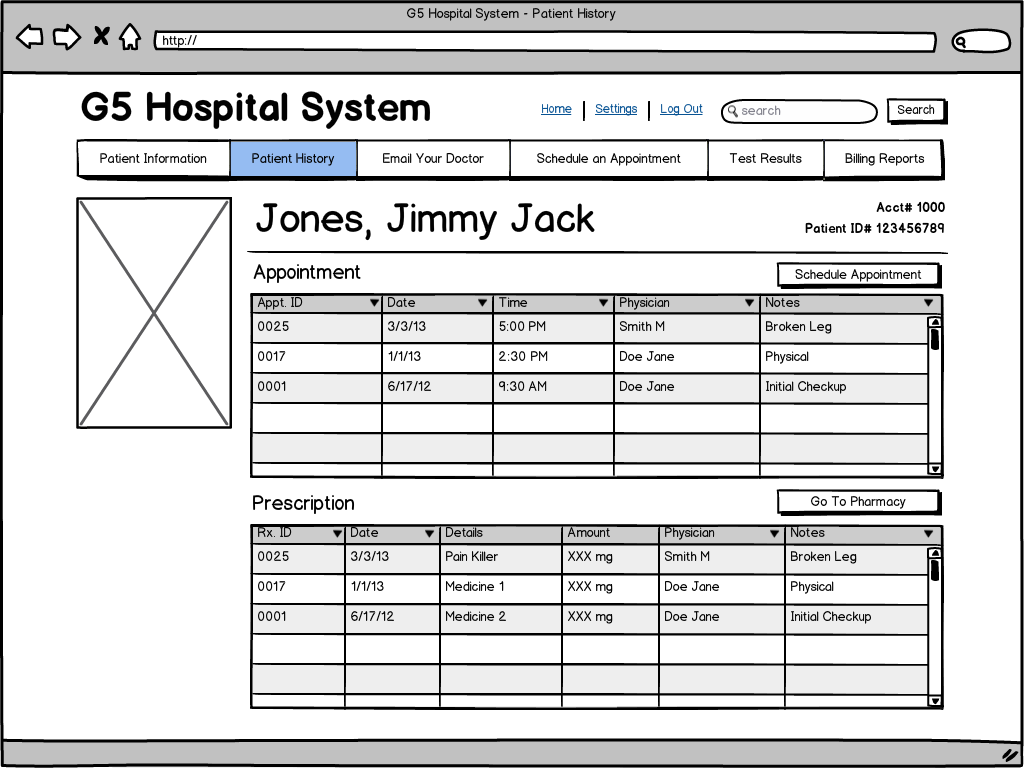 G5 Hospital System - Patient History
http://
G5 Hospital System
Home Settings Log Out search Search
Patient Information Patient History Email Your Doctor Schedule an Appointment Test Results Billing Reports
Jones, Jimmy Jack
Acct# 1000
Patient ID# 123456789
Appointment Schedule Appointment
Appt. ID Date Time Physician Notes
0025 3/3/13 5:00 PM Smith M Broken Leg
0017 1/1/13 2:30 PM Doe Jane Physical
0001 6/17/12 9:30 AM Doe Jane Initial Checkup
Prescription Go To Pharmacy
Rx. ID Date Details Amount Physician Notes
0025 3/3/13 Pain Killer XXX mg Smith M Broken Leg
0017 1/1/13 Medicine 1 XXX mg Doe Jane Physical
0001 6/17/12 Medicine 2 XXX mg Doe Jane Initial Checkup